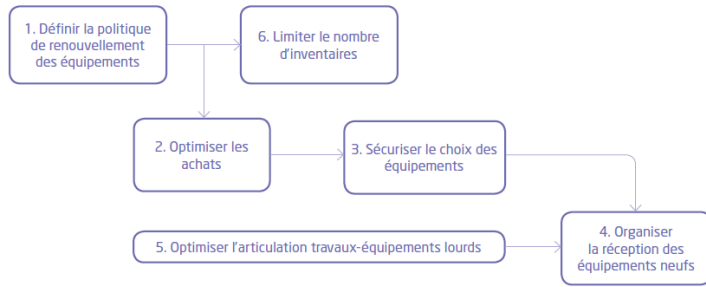 1. Définir la politique
de renouvellement
des équipements
6. Limiter le nombre
d'inventaires
2. Optimiser les
achats
3. Sécuriser le choix des
équipements
5. Optimiser l'articulation travaux-équipements lourds
4. Organiser
la réception des
équipements neufs